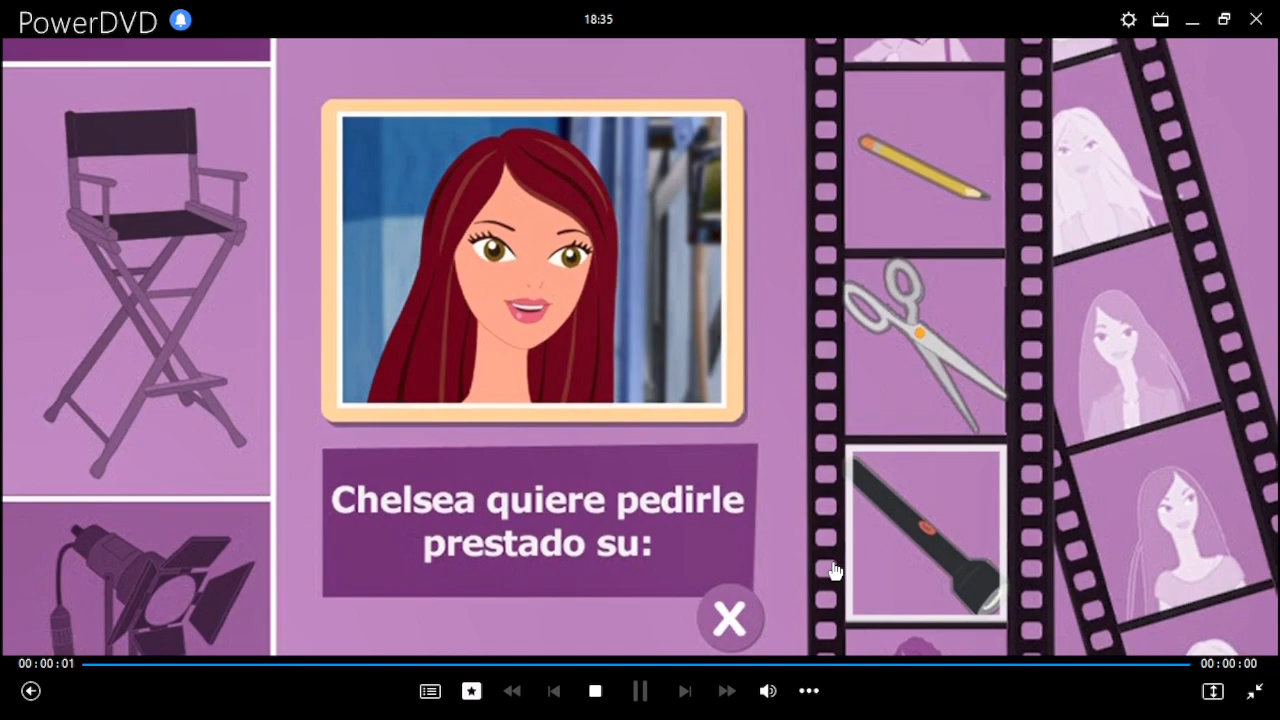 PowerDVD
18:35
Chelsea quiere pedirle
prestado su:
X
00:00:01
00:00:00